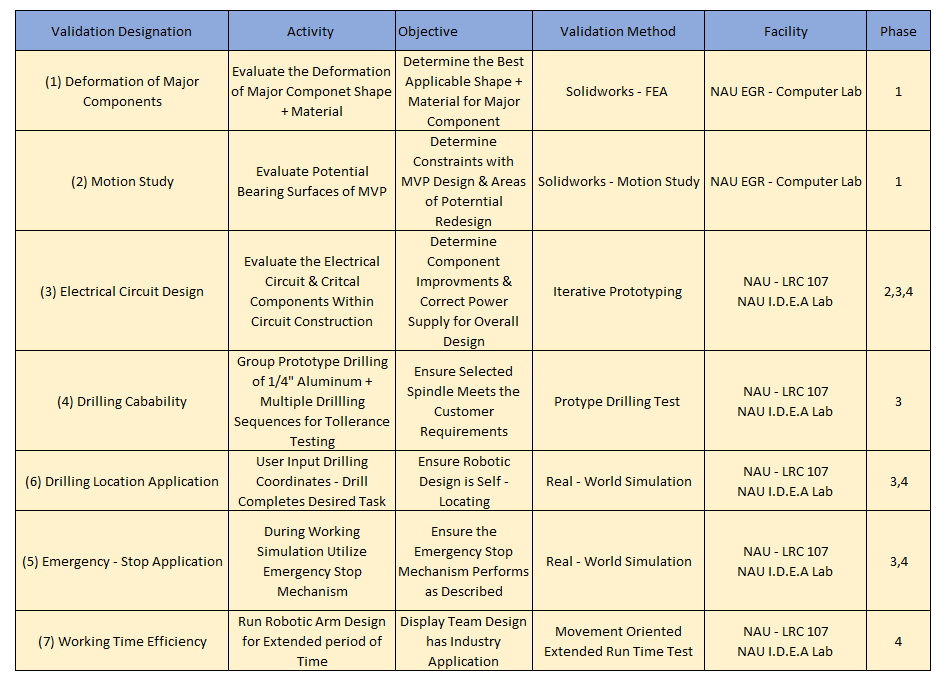 Validation Designation
Activity
Objective
Validation Method
Facility
Phase
(1) Deformation of Major
Components
Evaluate the Deformation
of Major Componet Shape
+ Material
Determine the Best
Applicable Shape +
Material for Major
Component
Solidworks - FEA
NAU EGR - Computer Lab
1
(2) Motion Study
Evaluate Potential
Bearing Surfaces of MVP
Determine
Constraints with
MVP Design & Areas
of Poterntial
Redesign
Solidworks - Motion Study
NAU EGR - Computer Lab
1
(3) Electrical Circuit Design
Evaluate the Electrical
Circuit & Critcal
Components Within
Circuit Construction
Determine
Component
Improvments &
Correct Power
Supply for Overall
Design
Iterative Prototyping
NAU - LRC 107
NAU I.D.E.A Lab
2,3,4
(4) Drilling Cabability
Group Prototype Drilling
of 1/4" Aluminum +
Multiple Drillling
Sequences for Tollerance
Testing
Ensure Selected
Spindle Meets the
Customer
Requirements
Protype Drilling Test
NAU - LRC 107
NAU I.D.E.A Lab
3
(6) Drilling Location Application
User Input Drilling
Coordinates - Drill
Completes Desired Task
Ensure Robotic
Design is Self -
Locating
Real - World Simulation
NAU - LRC 107
NAU I.D.E.A Lab
3,4
(5) Emergency - Stop Application
During Working
Simulation Utilize
Emergency Stop
Mechanism
Ensure the
Emergency Stop
Mechanism Performs
as Described
Real - World Simulation
NAU - LRC 107
NAU I.D.E.A Lab
3,4
(7) Working Time Efficiency
Run Robotic Arm Design
for Extended period of
Time
Display Team Design
has Industry
Application
Movement Oriented
Extended Run Time Test
NAU - LRC 107
NAU I.D.E.A Lab
4